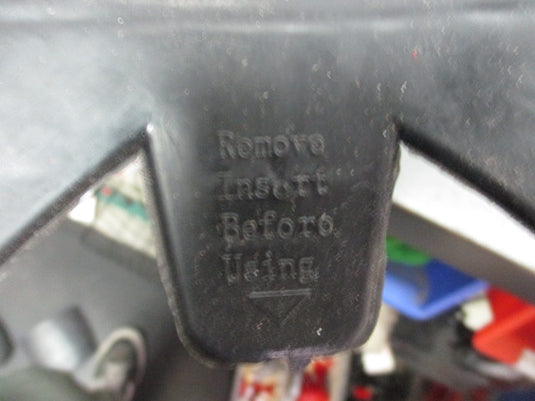 Remove
Insert
Before
Using